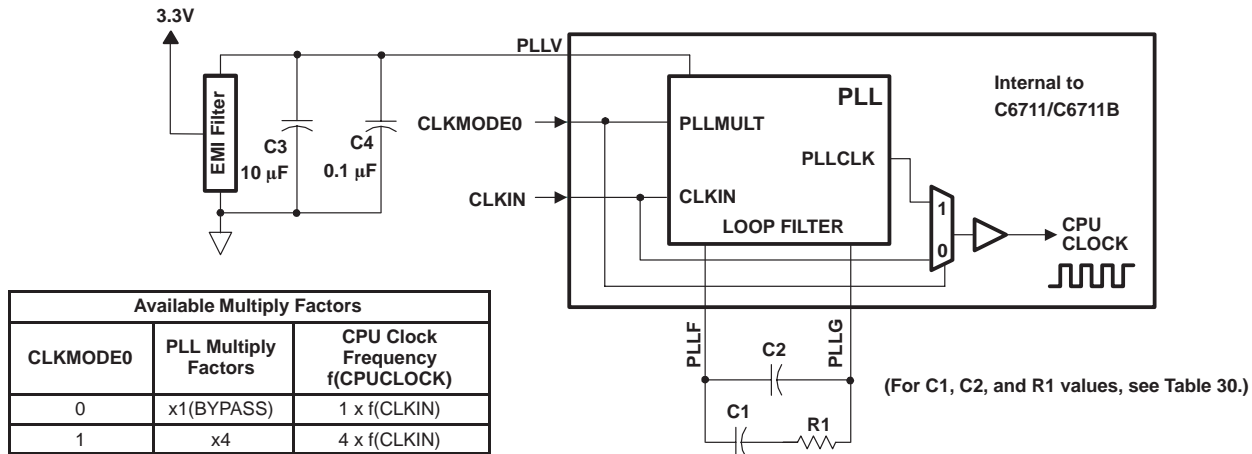 3.3V
PLLV
EMI Filter
C3
10 μF
C4
0.1 μF
CLKMODE0
CLKIN
PLL
PLLMULT
PLLCLK
CLKIN
LOOP FILTER
Internal to
C6711/C6711B
1
0
CPU
CLOCK
PLLF
PLLG
C2
C1
R1
(For C1, C2, and R1 values, see Table 30.)
Available Multiply Factors
CLKMODE0
PLL Multiply
Factors
CPU Clock
Frequency
f(CPUCLOCK)
0
x1(BYPASS)
1 x f(CLKIN)
1
x4
4 x f(CLKIN)